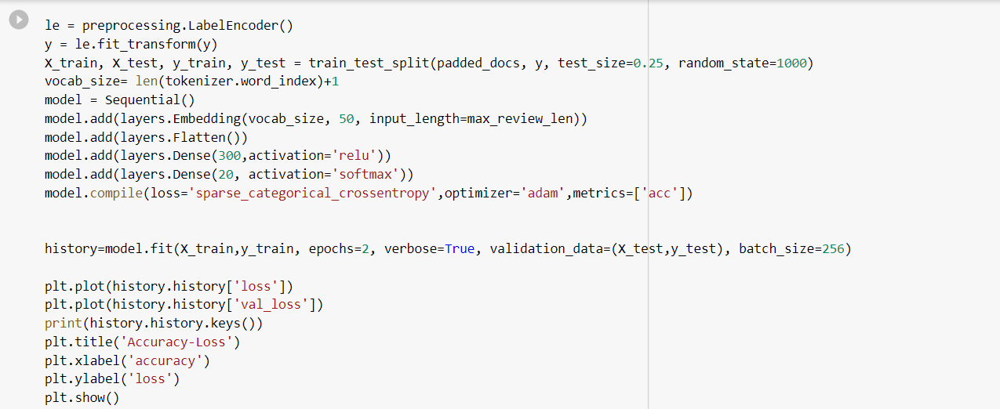 le = preprocessing.LabelEncoder()
y = le.fit_transform(y)
X_train, X_test, y_train, y_test = train_test_split(padded_docs, y, test_size=0.25, random_state=1000)
vocab_size= len(tokenizer.word_index)+1
model = Sequential()
model.add(layers.Embedding(vocab_size, 50, input_length=max_review_len))
model.add(layers.Flatten())
model.add(layers.Dense(300,activation='relu'))
model.add(layers.Dense(20, activation='softmax'))
model.compile(loss='sparse_categorical_crossentropy',optimizer='adam',metrics=['acc'])
history=model.fit(X_train,y_train, epochs=2, verbose=True, validation_data=(X_test,y_test), batch_size=256)
plt.plot(history.history['loss'])
plt.plot(history.history['val_loss'])
print(history.history.keys())
plt.title('Accuracy-Loss')
plt.xlabel('accuracy')
plt.ylabel('loss')
plt.show()